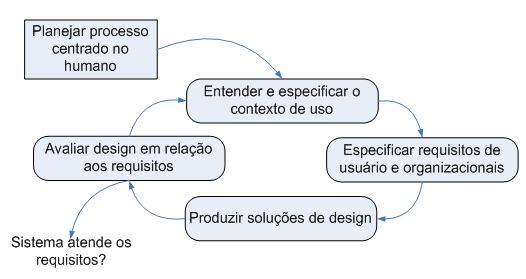 Planejar processo
centrado no
humano
Entender e especificar o
contexto de uso
Especificar requisitos de
usuário e organizacionais
Produzir soluções de design
Avaliar design em relação
aos requisitos
Sistema atende os
requisitos?